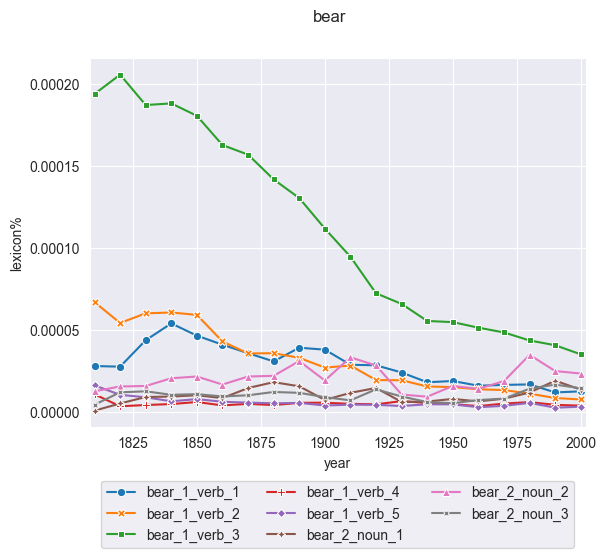 bear
0.00020
0.00015
0.00010
0.00005
0.00000
lexicon%
1825 1850 1875 1900 1925 1950 1975 2000
year
bear_1_verb_1 bear_1_verb_4 bear_2_noun_2
bear_1_verb_2 bear_1_verb_5 bear_2_noun_3
bear_1_verb_3 bear_2_noun_1